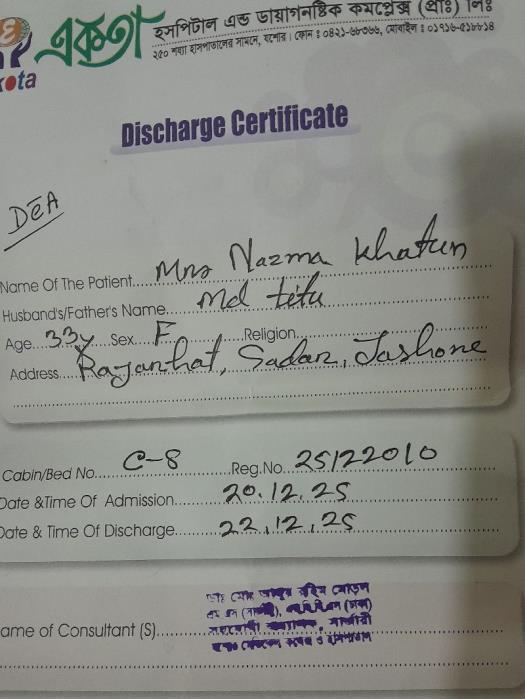 একতা হসপিটাল এন্ড ডায়াগনষ্টিক কমপ্লেক্স (প্রাঃ) লিঃ
২৫০ শয্যা হাসপাতালের সামনে, যশোর। ফোন : ০৪২১-৬৮৩৬৬, মোবাইল : ০১৭১৬-৫১৮৮১৪
kota
Discharge Certificate
Name Of The Patient.....Mrs Nazma Khatun
Husband's/Father's Name.....Md titu
Age...33y....Sex....F..........Religion
Address....Rajarhat, Sadar, Jashore
Cabin/Bed No......C-8..........Reg.No...25122010
Date &Time Of Admission.......20.12.25
Date & Time Of Discharge.......22.12.25
ame of Consultant (S)